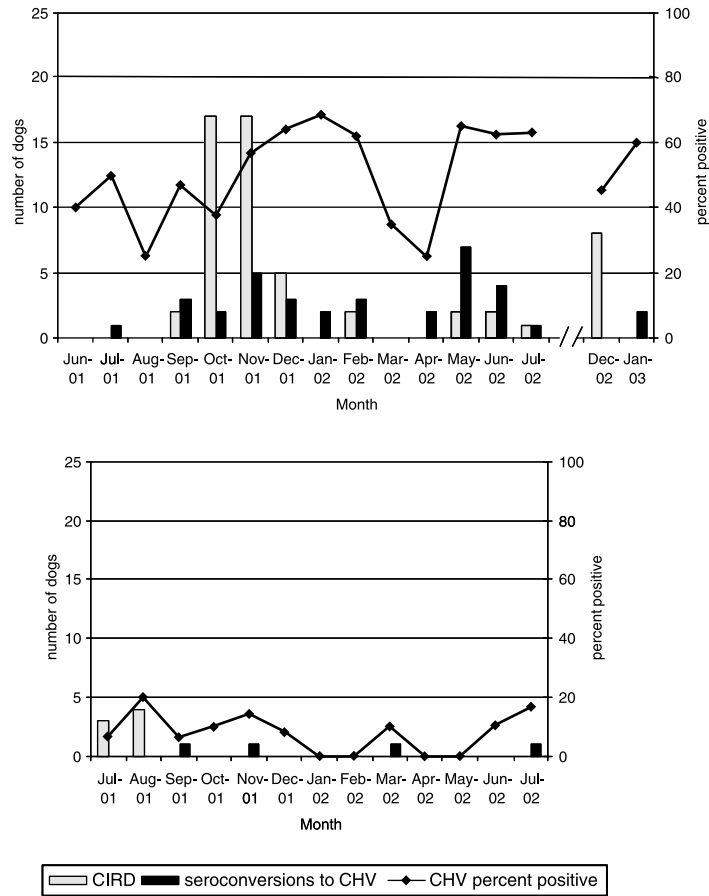 25
20
15
10
5
0
number of dogs
100
80
60
40
20
0
percent positive
Jun- Jul- Aug- Sep- Oct- Nov- Dec- Jan- Feb- Mar- Apr- May- Jun- Jul- Dec- Jan-
01 01 01 01 01 01 01 02 02 02 02 02 02 02 02 03
Month
25
20
15
10
5
0
number of dogs
100
80
60
40
20
0
percent positive
Jul- Aug- Sep- Oct- Nov- Dec- Jan- Feb- Mar- Apr- May- Jun- Jul-
01 01 01 01 01 01 02 02 02 02 02 02 02
Month
CIRD seroconversions to CHV CHV percent positive